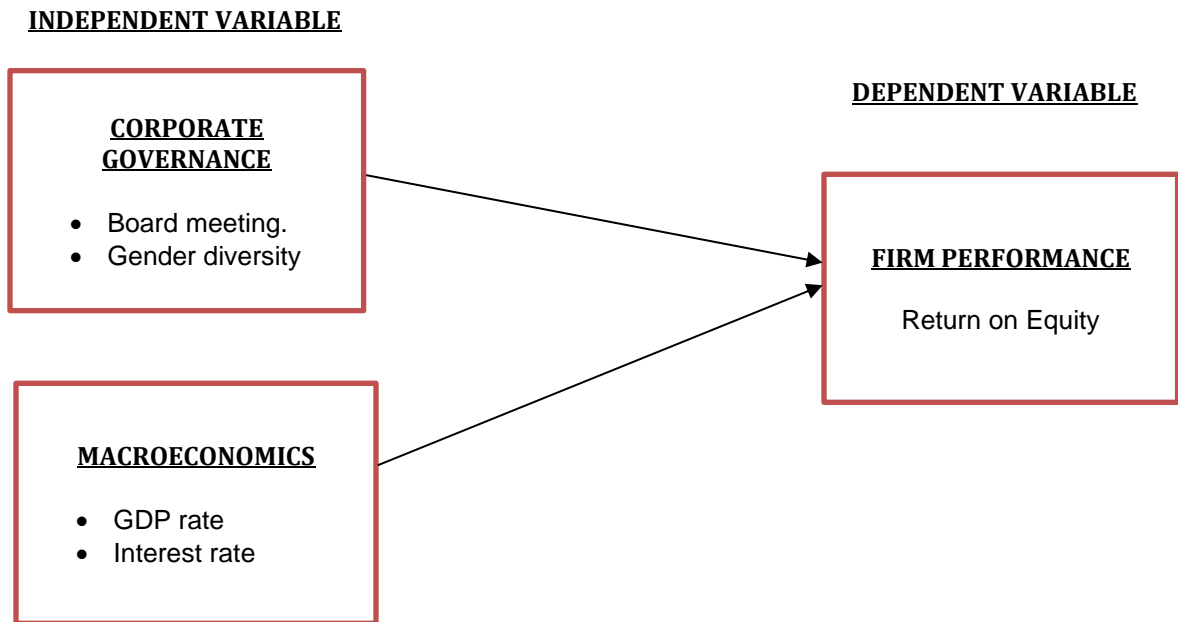 INDEPENDENT VARIABLE
CORPORATE
GOVERNANCE
• Board meeting.
• Gender diversity
MACROECONOMICS
• GDP rate
• Interest rate
DEPENDENT VARIABLE
FIRM PERFORMANCE
Return on Equity